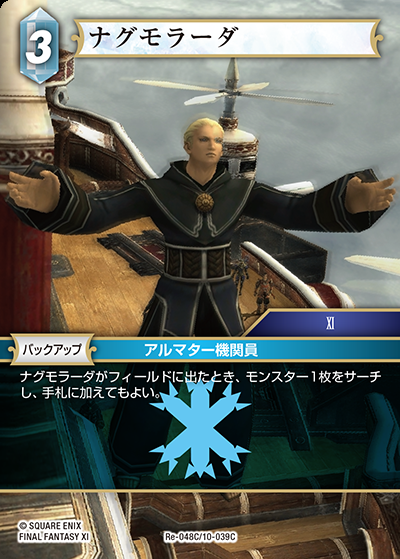 3
ナグモラーダ
XI
バックアップ
アルマター機関員
ナグモラーダがフィールドに出たとき、モンスター1枚をサーチ
し、手札に加えてもよい。
© SQUARE ENIX
FINAL FANTASY XI
Re-048C/10-039C